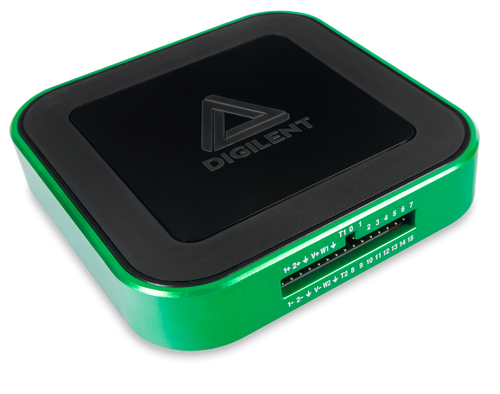 DIGILENT
1+ 2+ ⏚ V+ W1 ⏚ T1 0 1 2 3 4 5 6 7
1- 2- ⏚ V- W2 ⏚ T2 8 9 10 11 12 13 14 15